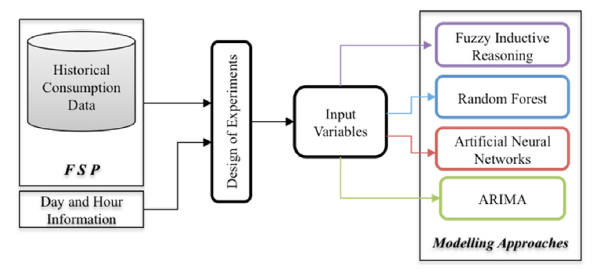 Historical
Consumption
Data
F S P
Day and Hour
Information
Design of Experiments
Input
Variables
Fuzzy Inductive
Reasoning
Random Forest
Artificial Neural
Networks
ARIMA
Modelling Approaches